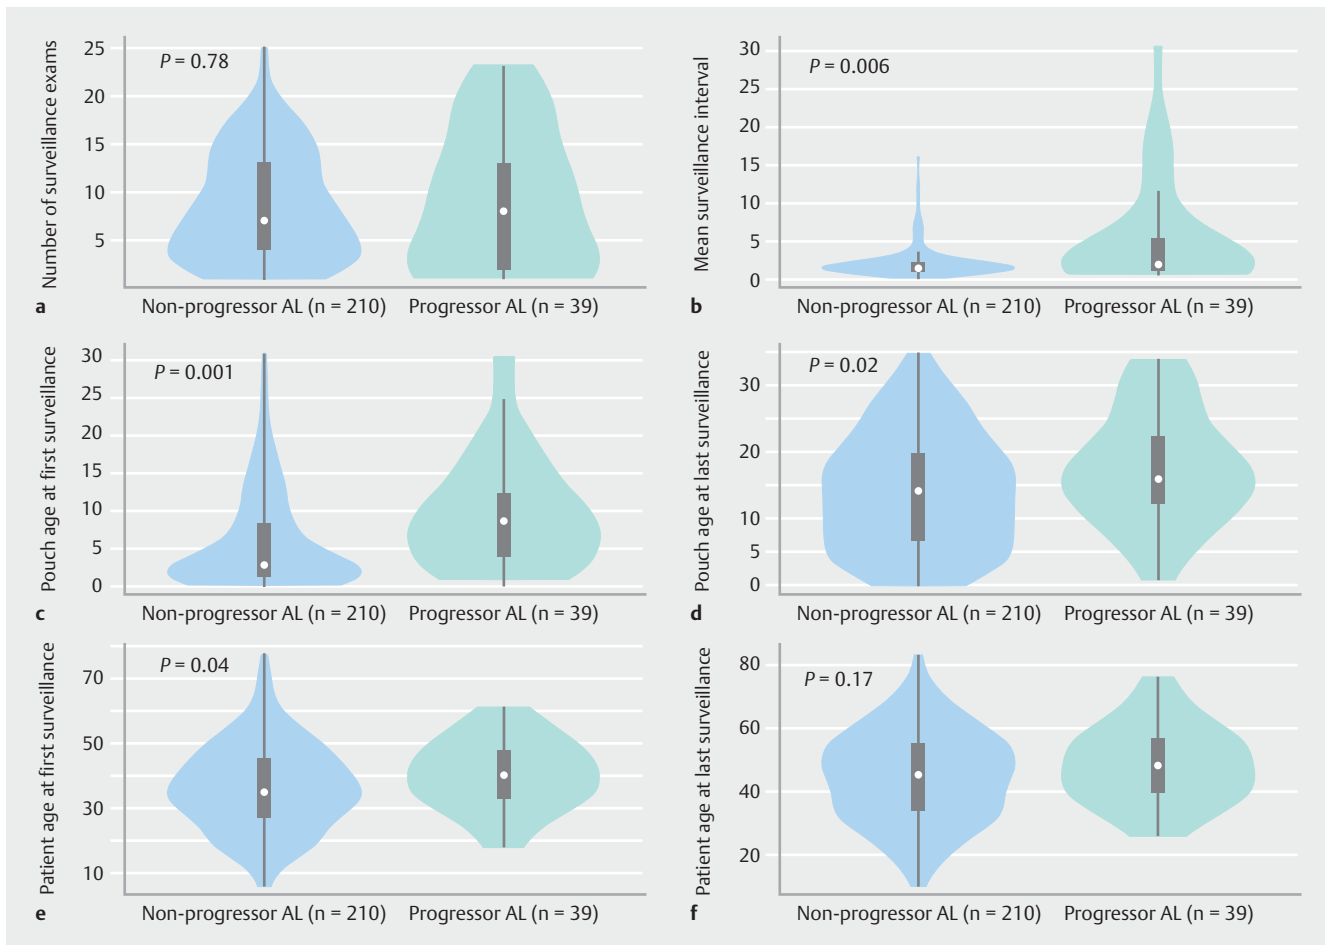 Number of surveillance exams
25
20
15
10
5
P = 0.78
a
Non-progressor AL (n = 210) Progressor AL (n = 39)
Mean surveillance interval
30
25
20
15
10
5
0
P = 0.006
b
Non-progressor AL (n = 210) Progressor AL (n = 39)
Pouch age at first surveillance
30
25
20
15
10
5
0
P = 0.001
c
Non-progressor AL (n = 210) Progressor AL (n = 39)
Pouch age at last surveillance
30
20
10
5
0
P = 0.02
d
Non-progressor AL (n = 210) Progressor AL (n = 39)
Patient age at first surveillance
70
50
30
10
P = 0.04
e
Non-progressor AL (n = 210) Progressor AL (n = 39)
Patient age at last surveillance
80
60
40
20
P = 0.17
f
Non-progressor AL (n = 210) Progressor AL (n = 39)